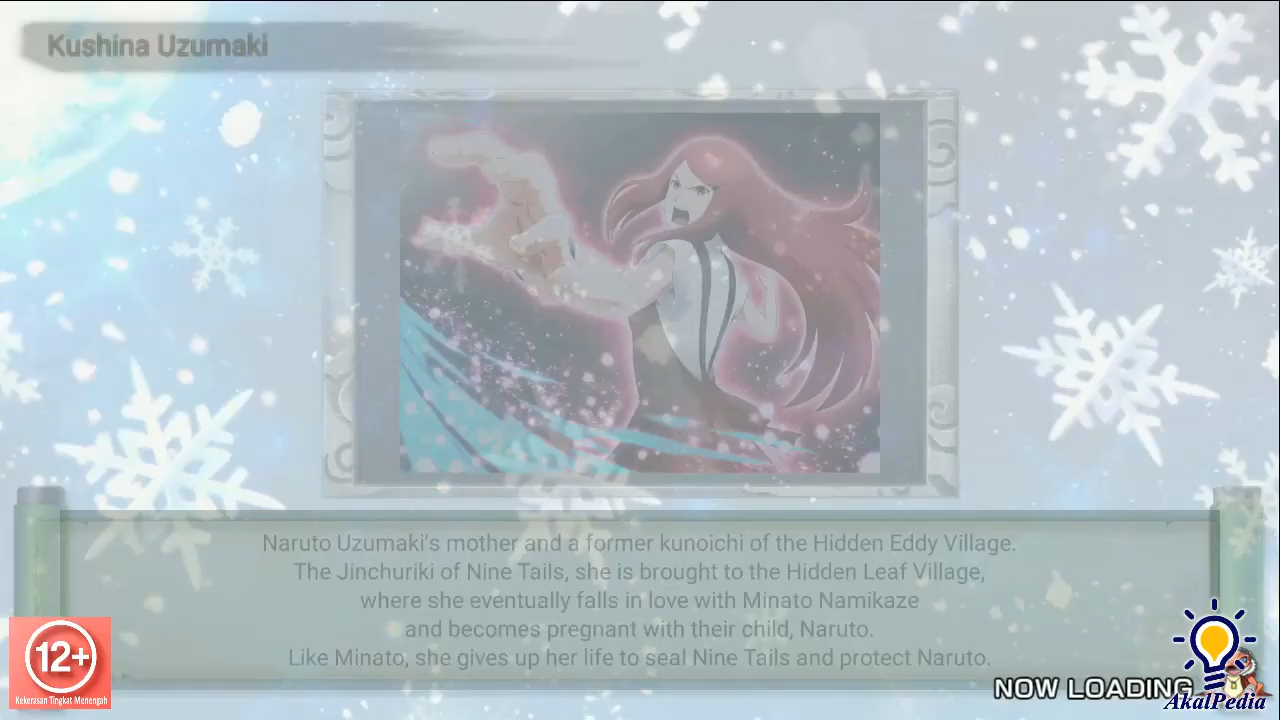 Kushina Uzumaki
Naruto Uzumaki's mother and a former kunoichi of the Hidden Eddy Village.
The Jinchuriki of Nine Tails, she is brought to the Hidden Leaf Village,
where she eventually falls in love with Minato Namikaze
and becomes pregnant with their child, Naruto.
Like Minato, she gives up her life to seal Nine Tails and protect Naruto.
12+
Kekerasan Tingkat Menengah
NOW LOADING
AkalPedia